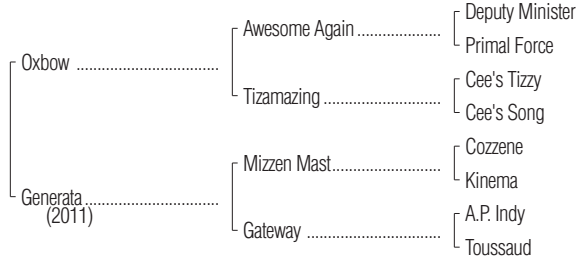 Deputy Minister
Awesome Again ....................
Primal Force
Oxbow ..................................
Cee's Tizzy
Tizamazing ............................
Cee's Song
Cozzene
Mizzen Mast..........................
Kinema
Generata................................
(2011)
A.P. Indy
Gateway ................................
Toussaud